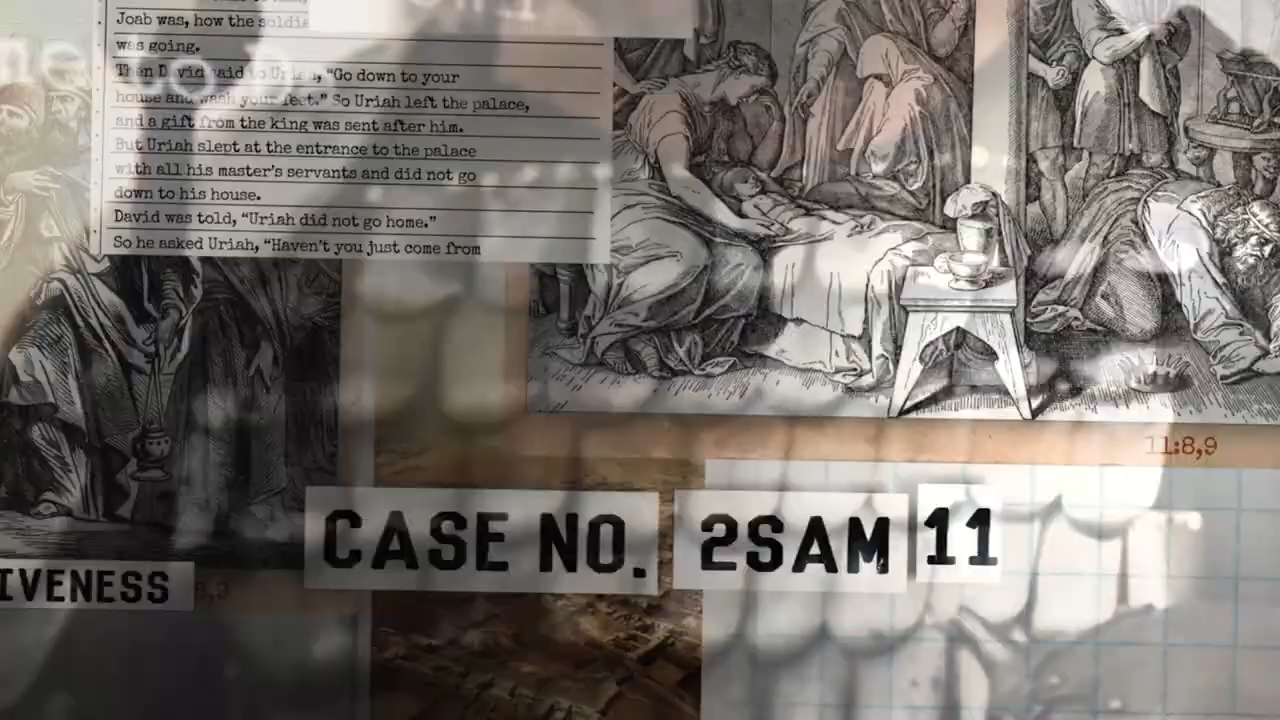 Joab was, how the soldie
was going.
Then David said to Uriah, “Go down to your
house and wash your feet.” So Uriah left the palace,
and a gift from the king was sent after him.
But Uriah slept at the entrance to the palace
with all his master’s servants and did not go
down to his house.
David was told, “Uriah did not go home.”
So he asked Uriah, “Haven’t you just come from
11:8,9
CASE NO. 2SAM 11
IVENESS